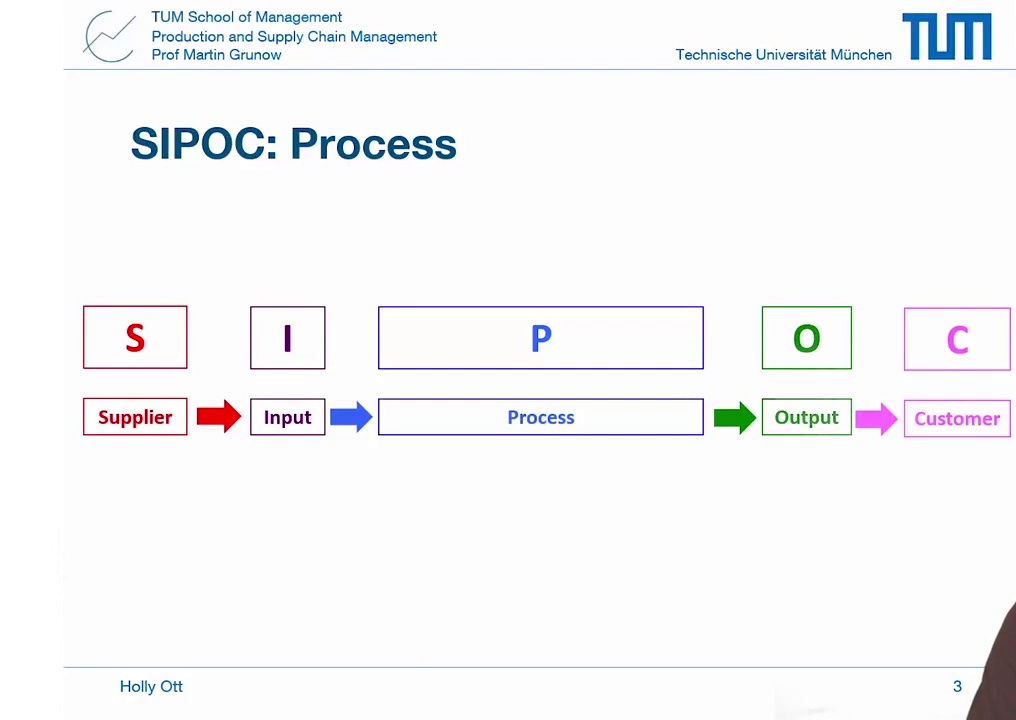 TUM School of Management
Production and Supply Chain Management
Prof Martin Grunow
Technische Universität München
TUM
SIPOC: Process
S I P O C
Supplier Input Process Output Customer
Holly Ott
3